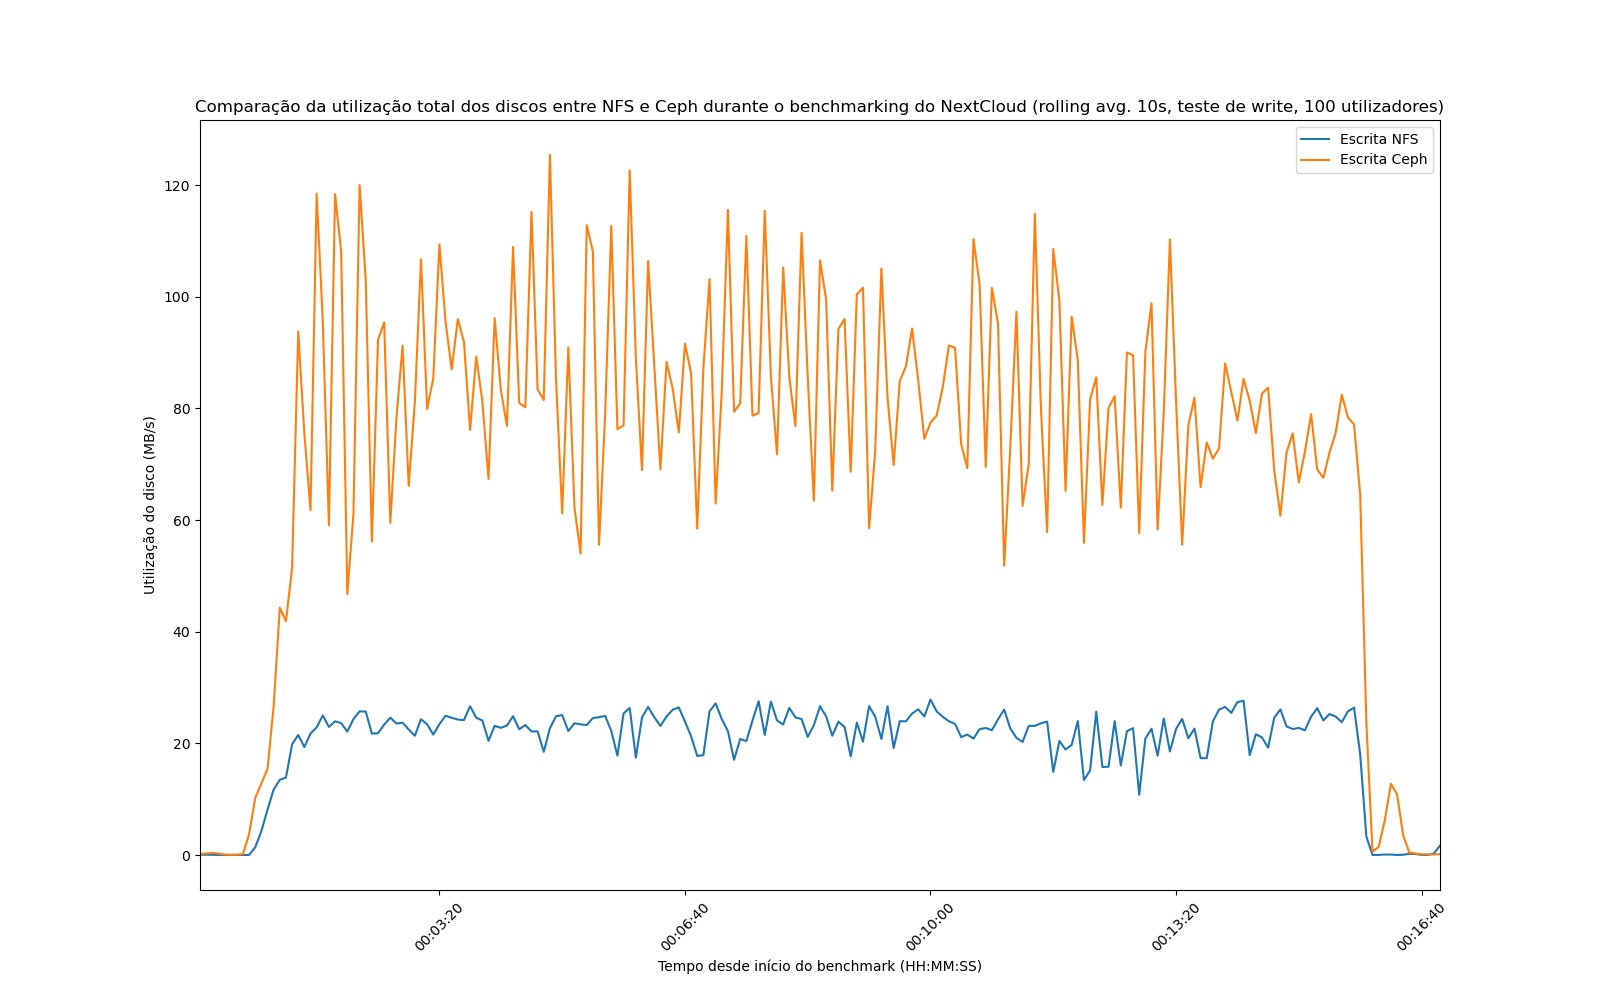 Comparação da utilização total dos discos entre NFS e Ceph durante o benchmarking do NextCloud (rolling avg. 10s, teste de write, 100 utilizadores)
Escrita NFS
Escrita Ceph
Utilização do disco (MB/s)
120
100
80
60
40
20
0
00:03:20
00:06:40
00:10:00
00:13:20
00:16:40
Tempo desde início do benchmark (HH:MM:SS)